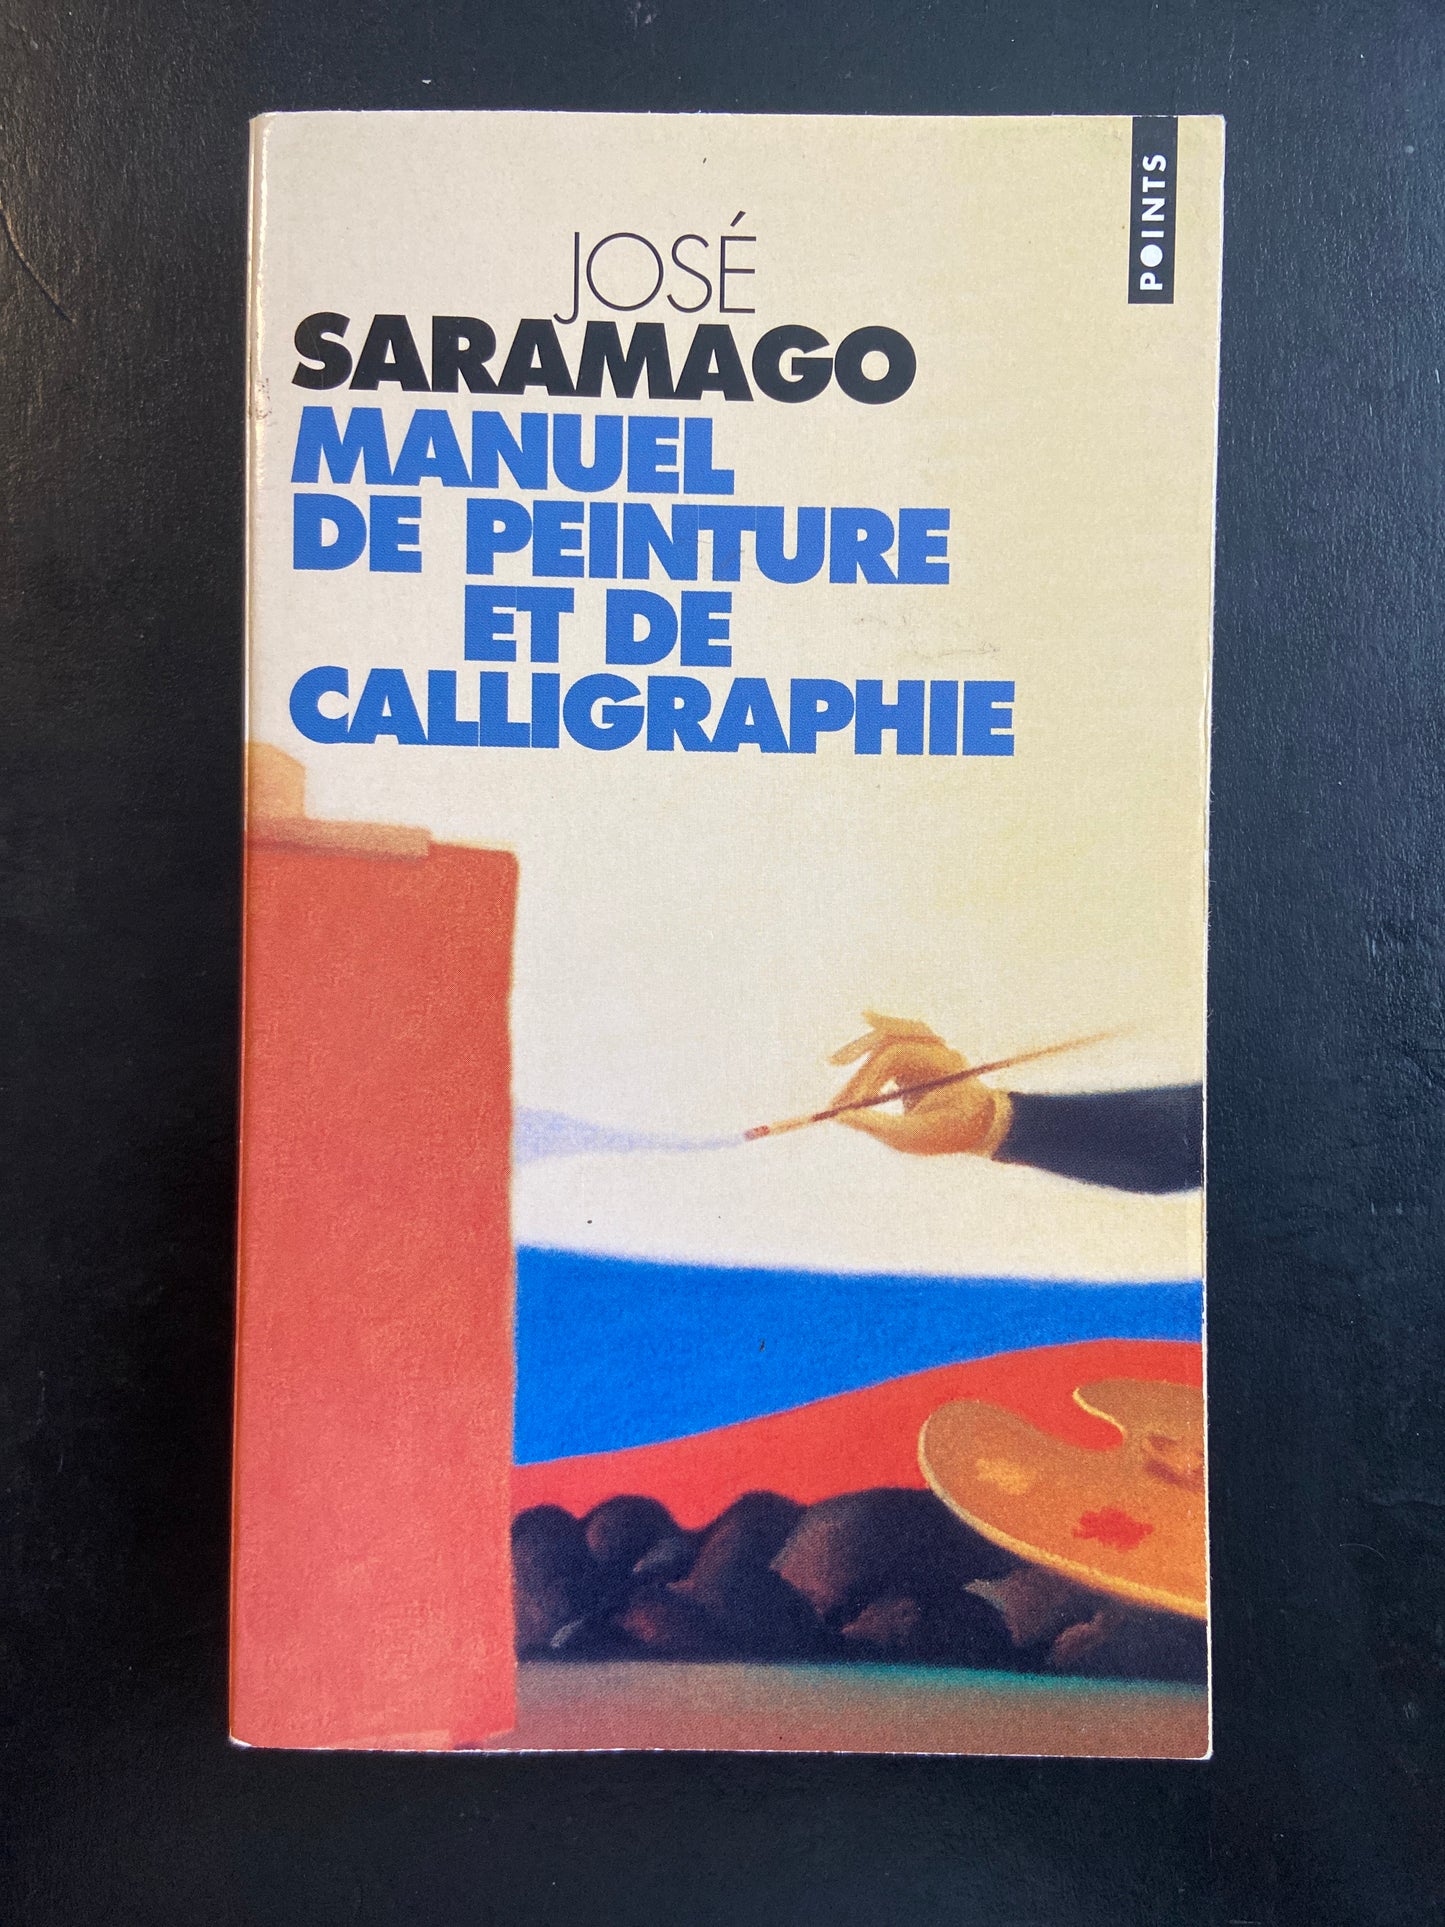 POINTS
JOSÉ
SARAMAGO
MANUEL
DE PEINTURE
ET DE
CALLIGRAPHIE